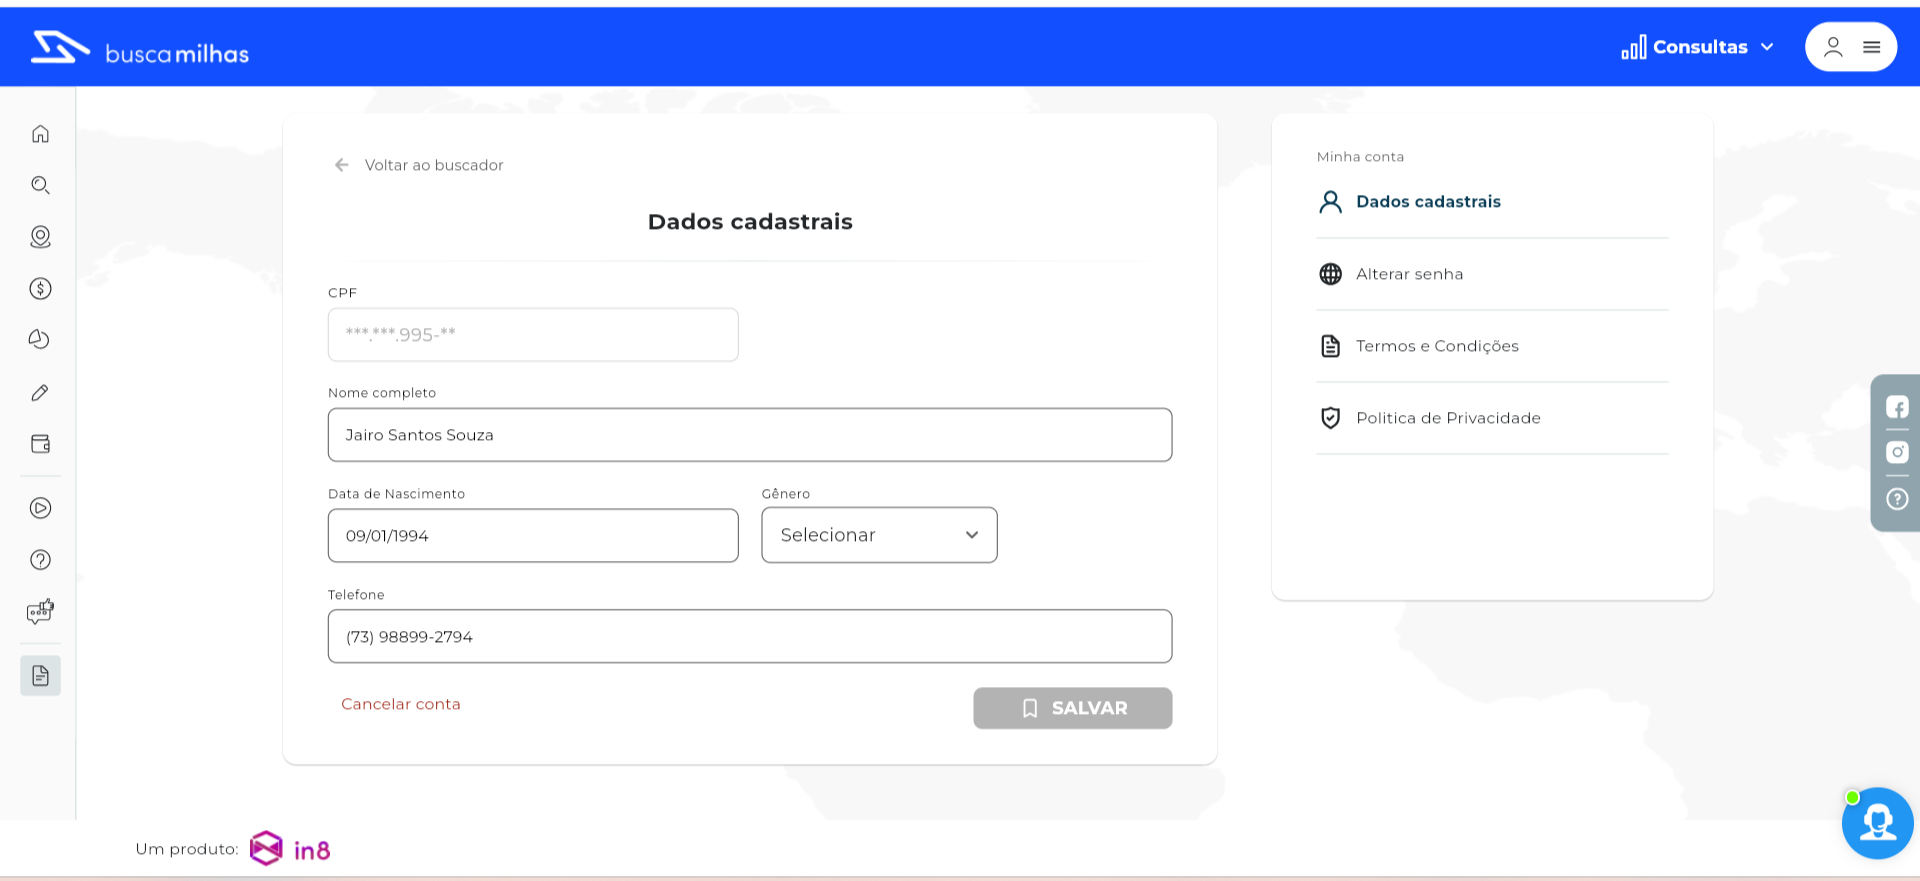 buscamilhas
Consultas
Voltar ao buscador
Dados cadastrais
CPF
***.***.995-**
Nome completo
Jairo Santos Souza
Data de Nascimento
Gênero
09/01/1994
Selecionar
Telefone
(73) 98899-2794
Cancelar conta
SALVAR
Minha conta
Dados cadastrais
Alterar senha
Termos e Condições
Politica de Privacidade
Um produto:
in8